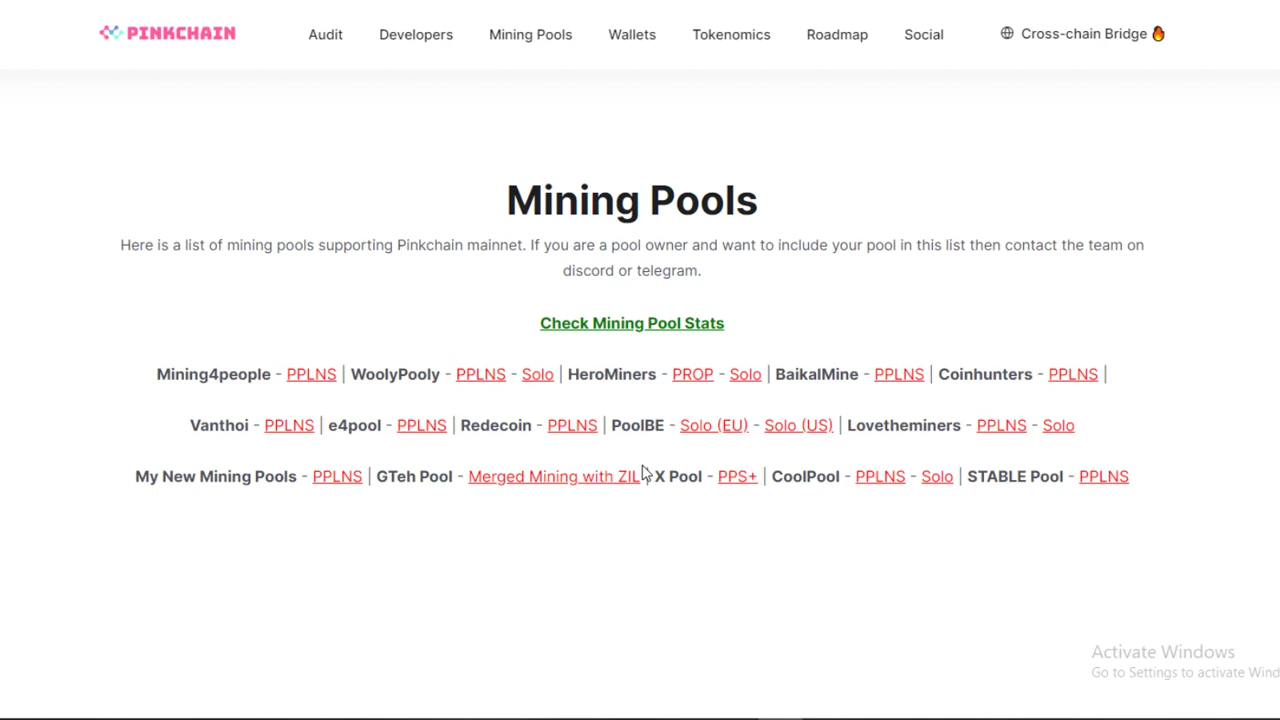 PINKCHAIN Audit Developers Mining Pools Wallets Tokenomics Roadmap Social Cross-chain Bridge
Mining Pools
Here is a list of mining pools supporting Pinkchain mainnet. If you are a pool owner and want to include your pool in this list then contact the team on
discord or telegram.
Check Mining Pool Stats
Mining4people - PPLNS | WoolyPooly - PPLNS - Solo | HeroMiners - PROP - Solo | BaikalMine - PPLNS | Coinhunters - PPLNS |
Vanthoi - PPLNS | e4pool - PPLNS | Redecoin - PPLNS | PoolBE - Solo (EU) - Solo (US) | Lovetheminers - PPLNS - Solo
My New Mining Pools - PPLNS | GTeh Pool - Merged Mining with ZIL | X Pool - PPS+ | CoolPool - PPLNS - Solo | STABLE Pool - PPLNS
Activate Windows
Go to Settings to activate Wind